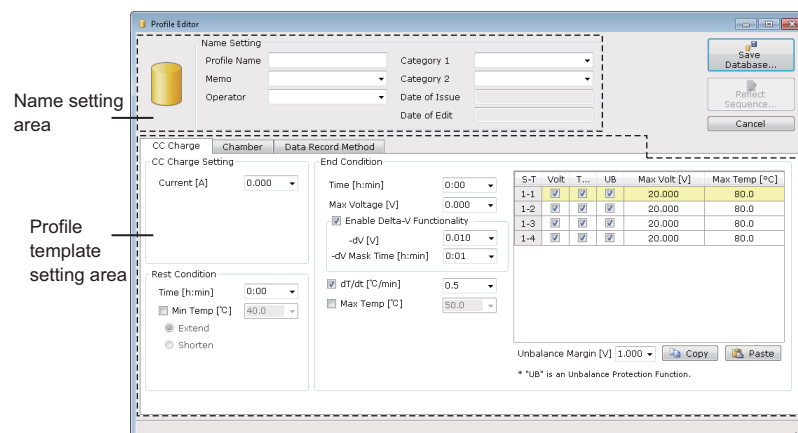 Profile Editor
Name Setting
Profile Name
Category 1
Memo
Category 2
Operator
Date of Issue
Date of Edit
Save
Database...
Reflect
Sequence...
Cancel
Name setting
area
CC Charge
Chamber
Data Record Method
CC Charge Setting
Current [A] 0.000
End Condition
Time [h:min] 0:00
Max Voltage [V] 0.000
Enable Delta-V Functionality
-dV [V] 0.010
-dV Mask Time [h:min] 0:01
dT/dt [℃/min] 0.5
Max Temp [℃] 50.0
S-T Volt T... UB Max Volt [V] Max Temp [ºC]
1-1 20.000 80.0
1-2 20.000 80.0
1-3 20.000 80.0
1-4 20.000 80.0
Profile
template
setting area
Rest Condition
Time [h:min] 0:00
Min Temp [℃] 40.0
Extend
Shorten
Unbalance Margin [V] 1.000 Copy Paste
* "UB" is an Unbalance Protection Function.